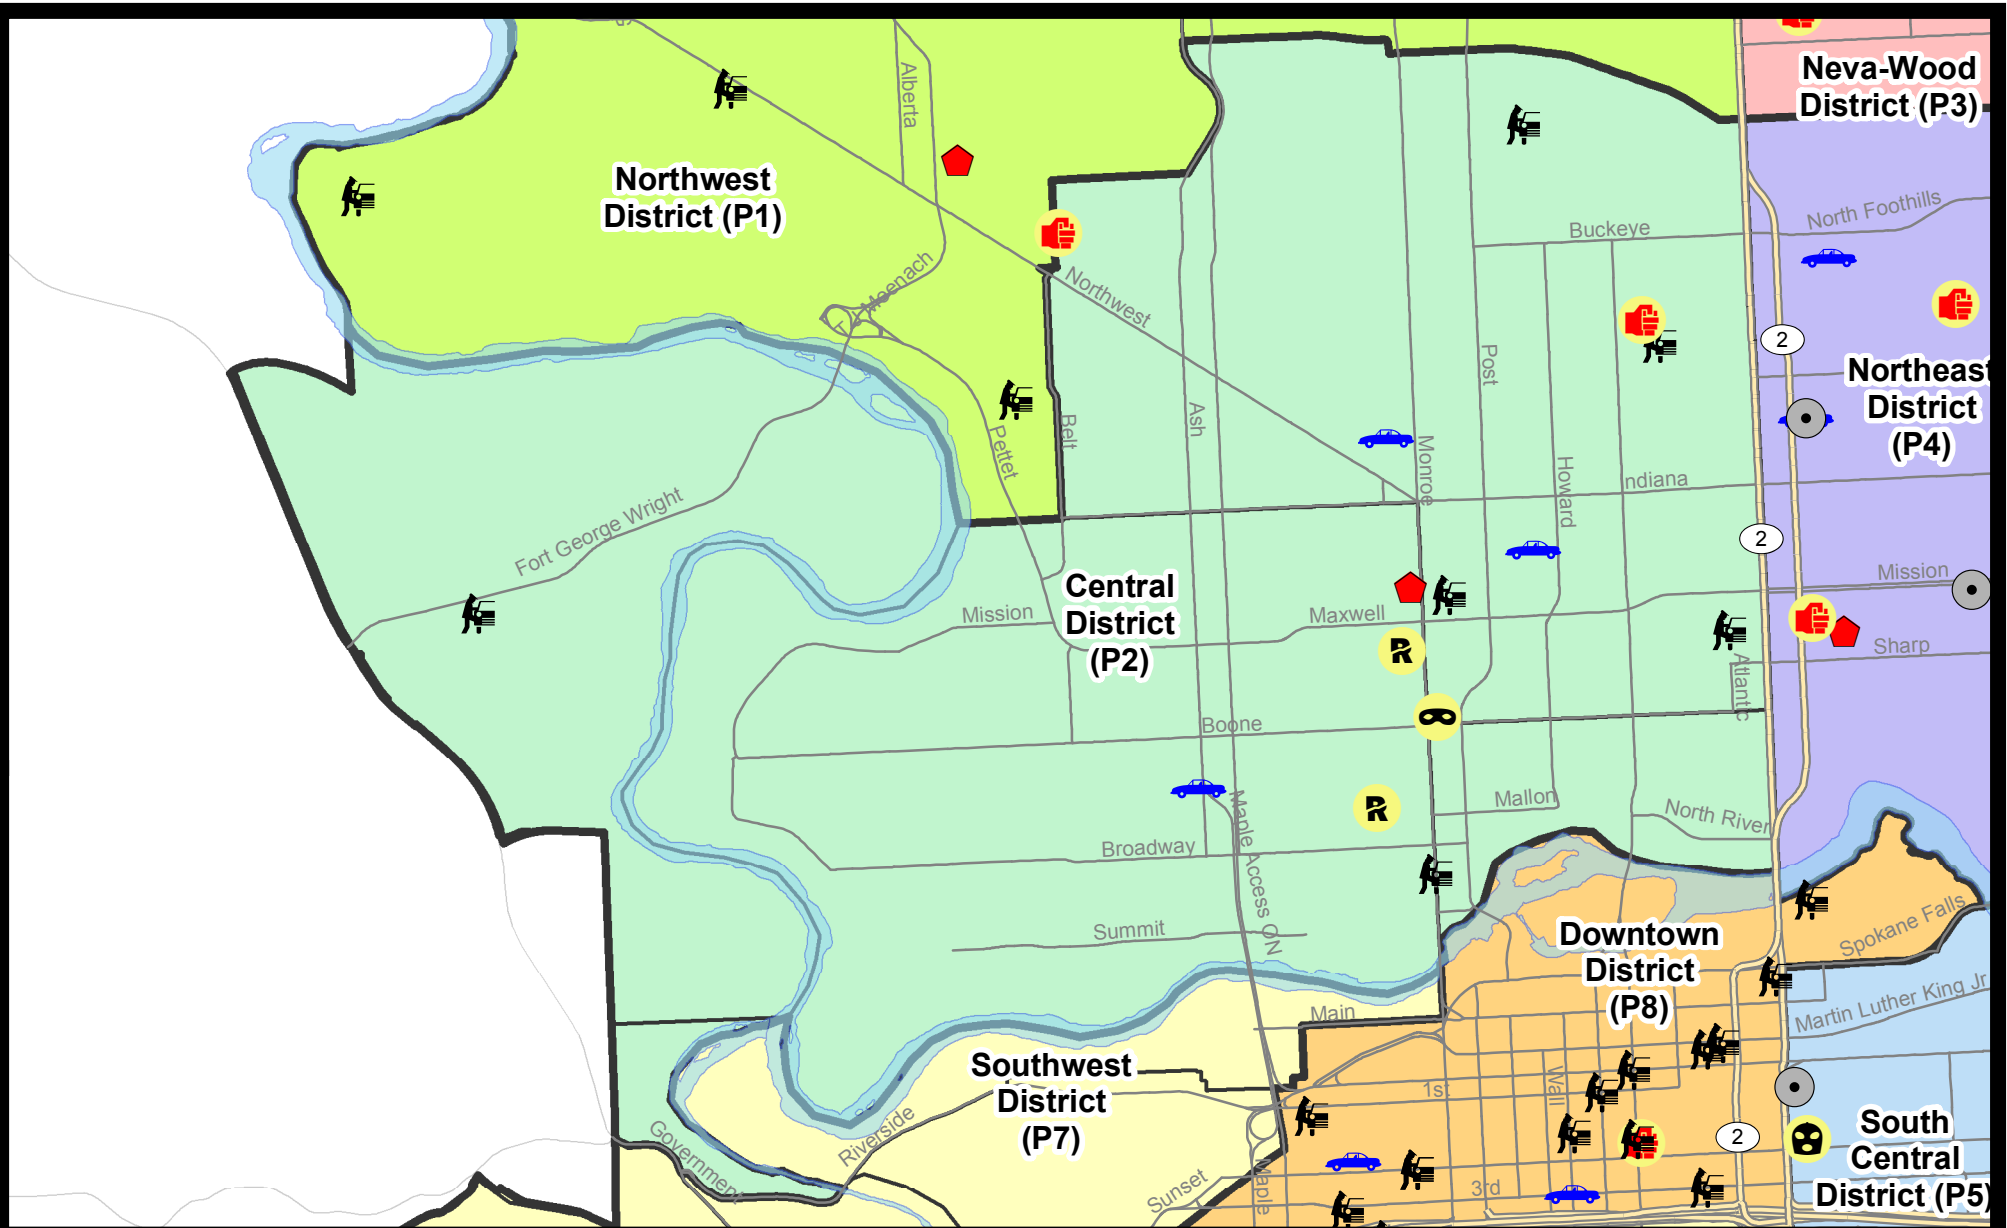 Neva-Wood
District (P3)
Alberta
Northwest
District (P1)
North Foothills
Buckeye
T J Meenach
Northwest
2
Post
Northeast
District
(P4)
Ash
Belt
Monroe
Pettet
Howard
ndiana
Fort George Wright
2
Mission
Central
District
(P2)
Mission
Maxwell
Sharp
R
Atlantic
Boone
Maple Access ON
Mallon
North River
R
Broadway
Summit
Spokane Falls
Downtown
District
(P8)
Martin Luther King Jr
Main
Southwest
District
(P7)
1st
Wall
Government
Riverside
2
South
Central
District (P5)
Maple
Sunset
3rd